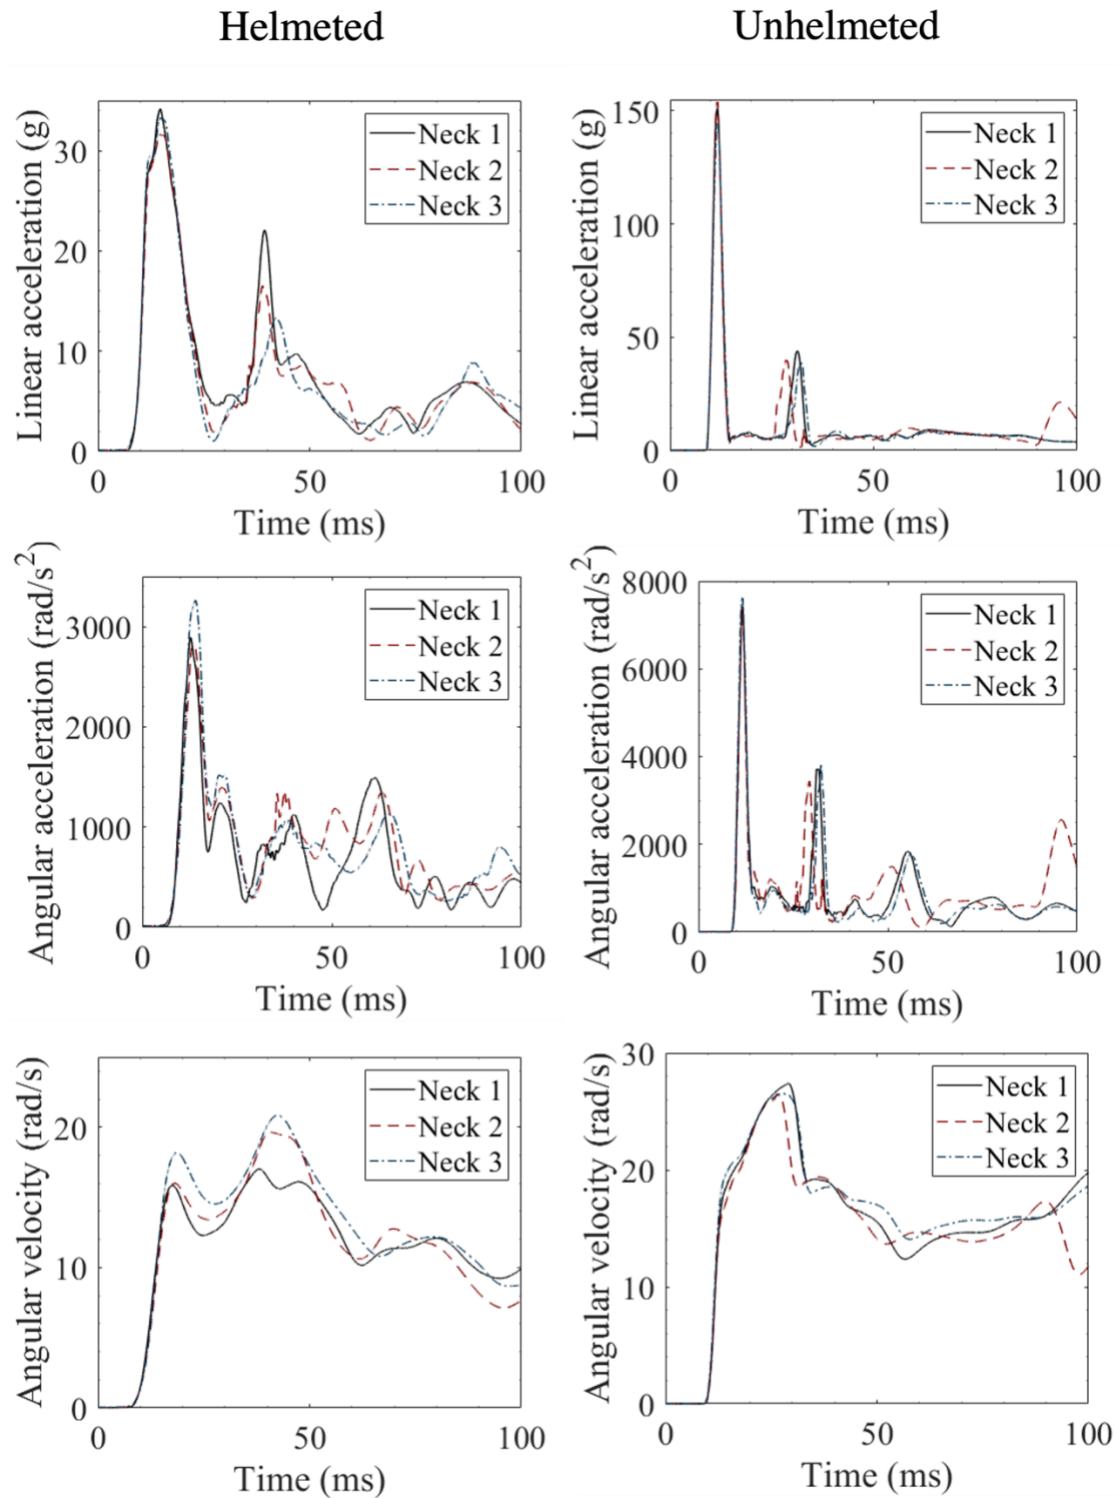 Helmeted
Unhelmeted
Linear acceleration (g)
30
20
10
0
0 50 100
Time (ms)
Neck 1
Neck 2
Neck 3
Linear acceleration (g)
150
100
50
0
0 50 100
Time (ms)
Neck 1
Neck 2
Neck 3
Angular acceleration (rad/s²)
3000
2000
1000
0
0 50 100
Time (ms)
Neck 1
Neck 2
Neck 3
Angular acceleration (rad/s²)
8000
6000
4000
2000
0
0 50 100
Time (ms)
Neck 1
Neck 2
Neck 3
Angular velocity (rad/s)
20
10
0
0 50 100
Time (ms)
Neck 1
Neck 2
Neck 3
Angular velocity (rad/s)
30
20
10
0
0 50 100
Time (ms)
Neck 1
Neck 2
Neck 3